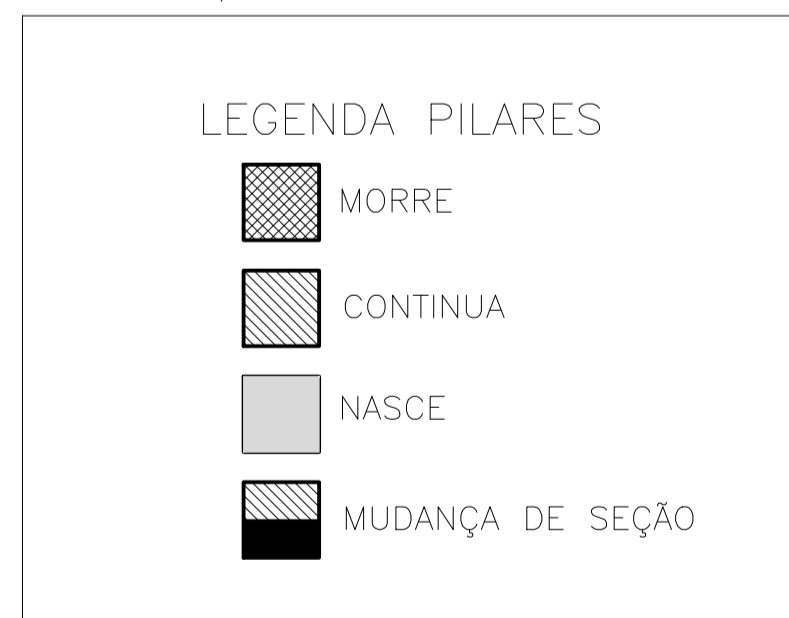 LEGENDA PILARES
MORRE
CONTINUA
NASCE
MUDANÇA DE SEÇÃO